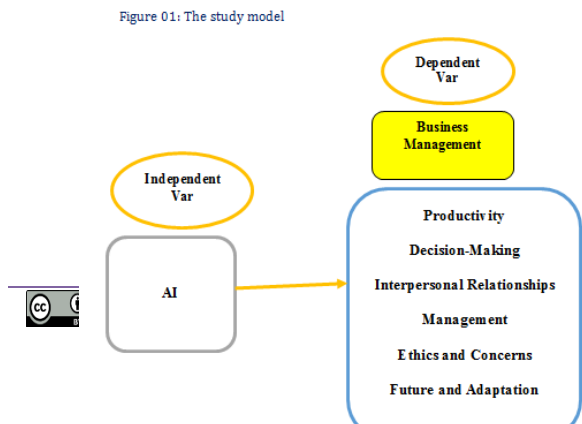 Figure 01: The study model
Dependent
Var
Business
Management
Independent
Var
AI
Productivity
Decision-Making
Interpersonal Relationships
Management
Ethics and Concerns
Future and Adaptation
cc